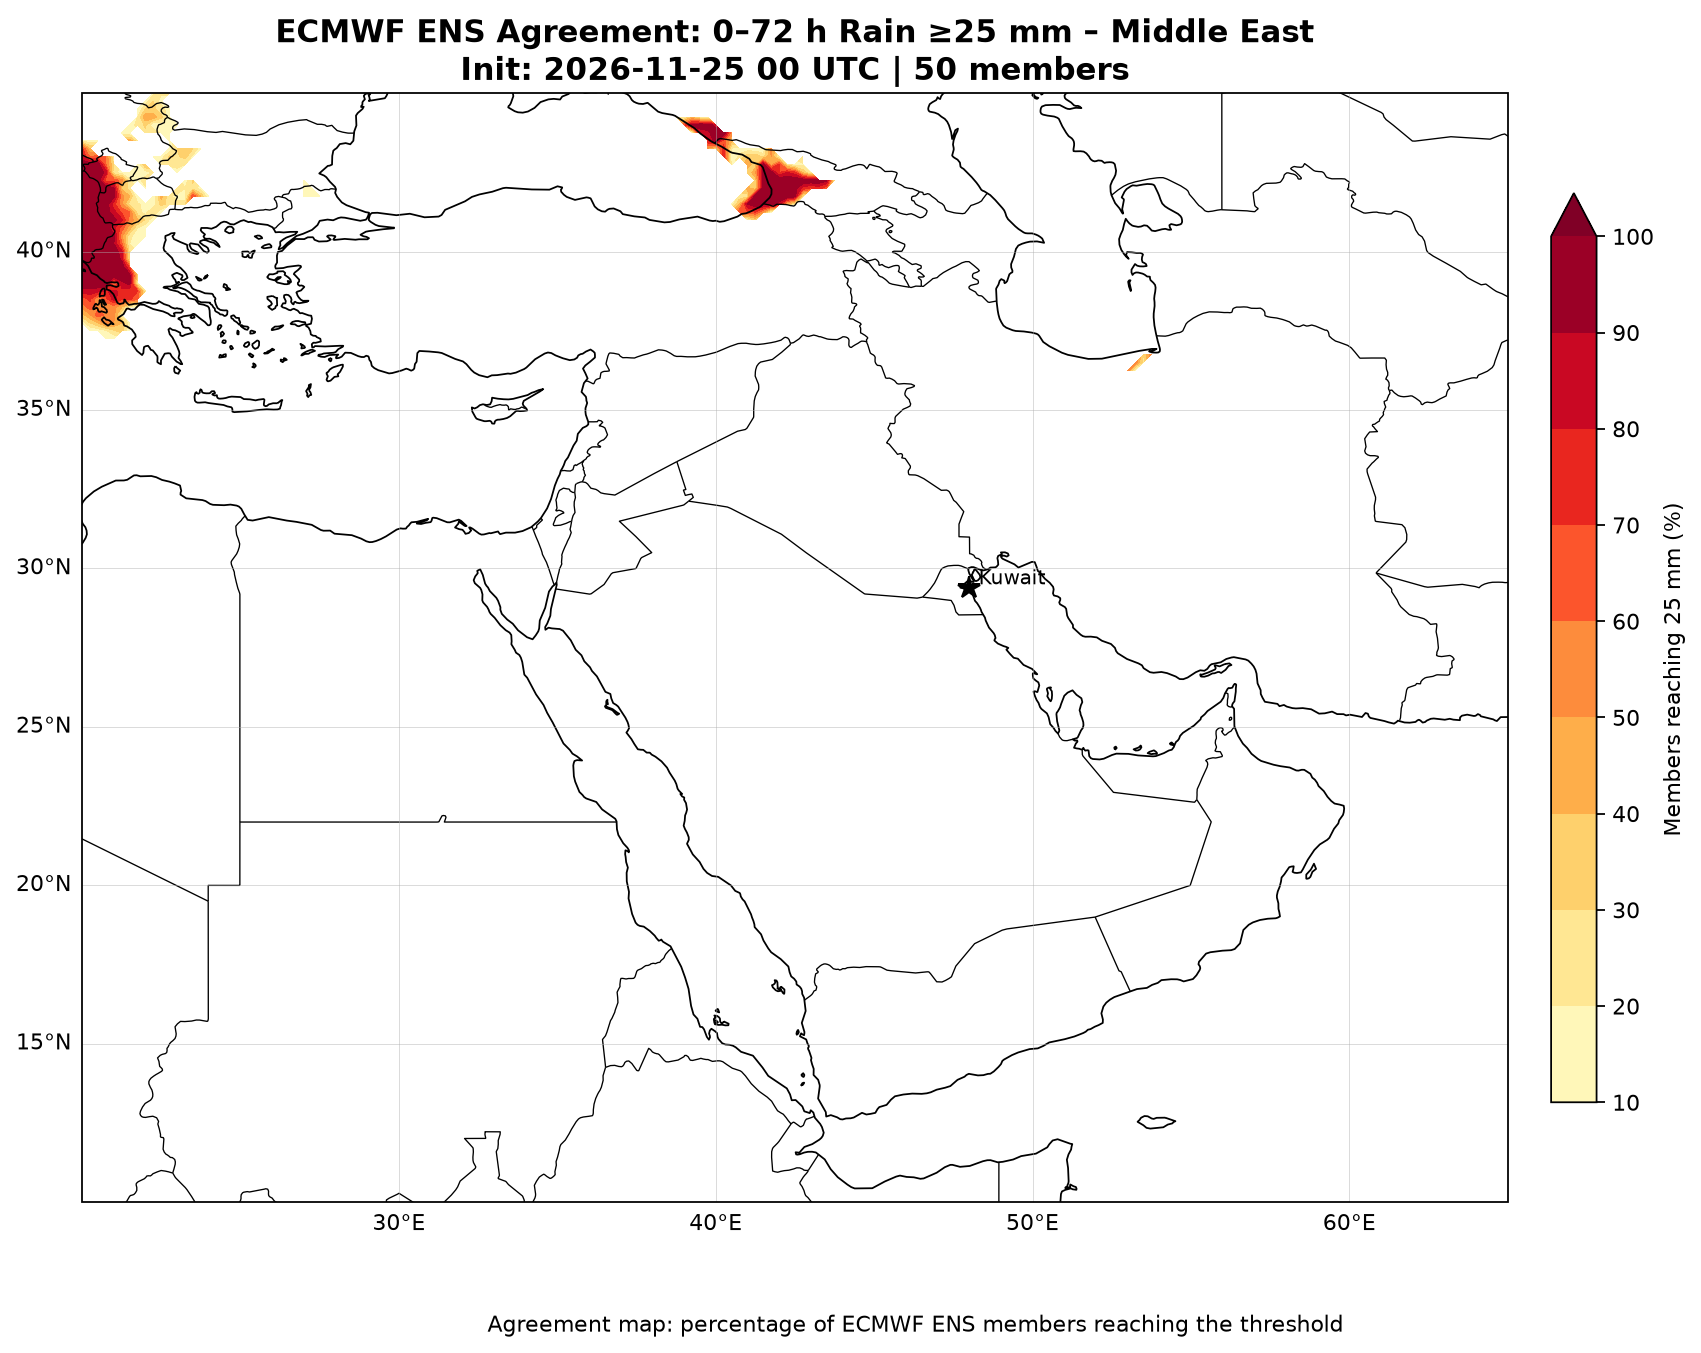 ECMWF ENS Agreement: 0–72 h Rain ≥25 mm – Middle East
Init: 2026-11-25 00 UTC | 50 members
40°N
35°N
30°N
25°N
20°N
15°N
30°E
40°E
50°E
60°E
Kuwait
100
90
80
70
60
50
40
30
20
10
Members reaching 25 mm (%)
Agreement map: percentage of ECMWF ENS members reaching the threshold